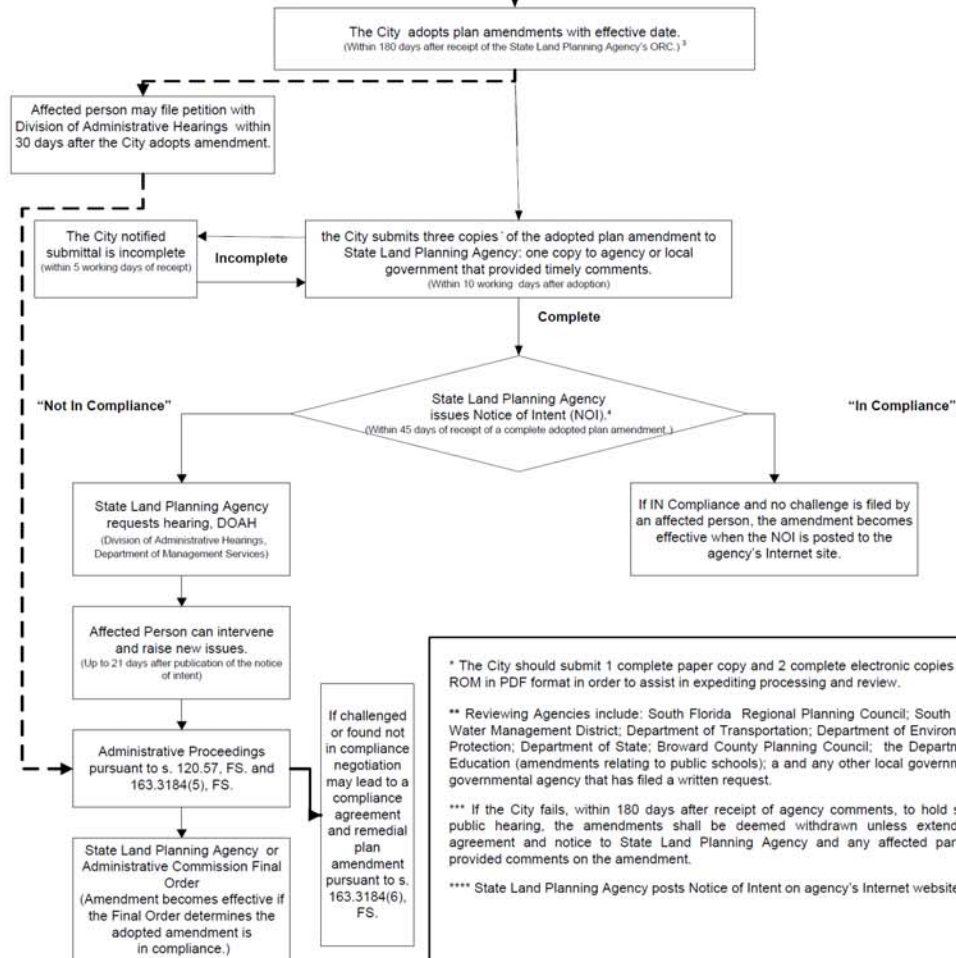 The City adopts plan amendments with effective date.
(Within 180 days after receipt of the State Land Planning Agency's ORC.) 3
Affected person may file petition with
Division of Administrative Hearings within
30 days after the City adopts amendment.
The City notified
submittal is incomplete
(within 5 working days of receipt)
Incomplete
the City submits three copies * of the adopted plan amendment to
State Land Planning Agency: one copy to agency or local
government that provided timely comments.
(Within 10 working days after adoption)
Complete
"Not In Compliance"
State Land Planning Agency
issues Notice of Intent (NOI).4
(Within 45 days of receipt of a complete adopted plan amendment.)
"In Compliance"
State Land Planning Agency
requests hearing, DOAH
(Division of Administrative Hearings,
Department of Management Services)
If IN Compliance and no challenge is filed by
an affected person, the amendment becomes
effective when the NOI is posted to the
agency's Internet site.
Affected Person can intervene
and raise new issues.
(Up to 21 days after publication of the notice
of intent)
Administrative Proceedings
pursuant to s. 120.57, FS. and
163.3184(5), FS.
If challenged
or found not
in compliance
negotiation
may lead to a
compliance
agreement
and remedial
plan
amendment
pursuant to s.
163.3184(6),
FS.
State Land Planning Agency or
Administrative Commission Final
Order
(Amendment becomes effective if
the Final Order determines the
adopted amendment is
in compliance.)
* The City should submit 1 complete paper copy and 2 complete electronic copies
ROM in PDF format in order to assist in expediting processing and review.
** Reviewing Agencies include: South Florida Regional Planning Council; South
Water Management District; Department of Transportation; Department of Environ
Protection; Department of State; Broward County Planning Council; the Departm
Education (amendments relating to public schools); a and any other local governm
governmental agency that has filed a written request.
*** If the City fails, within 180 days after receipt of agency comments, to hold s
public hearing, the amendments shall be deemed withdrawn unless extend
agreement and notice to State Land Planning Agency and any affected par
provided comments on the amendment.
**** State Land Planning Agency posts Notice of Intent on agency's Internet website